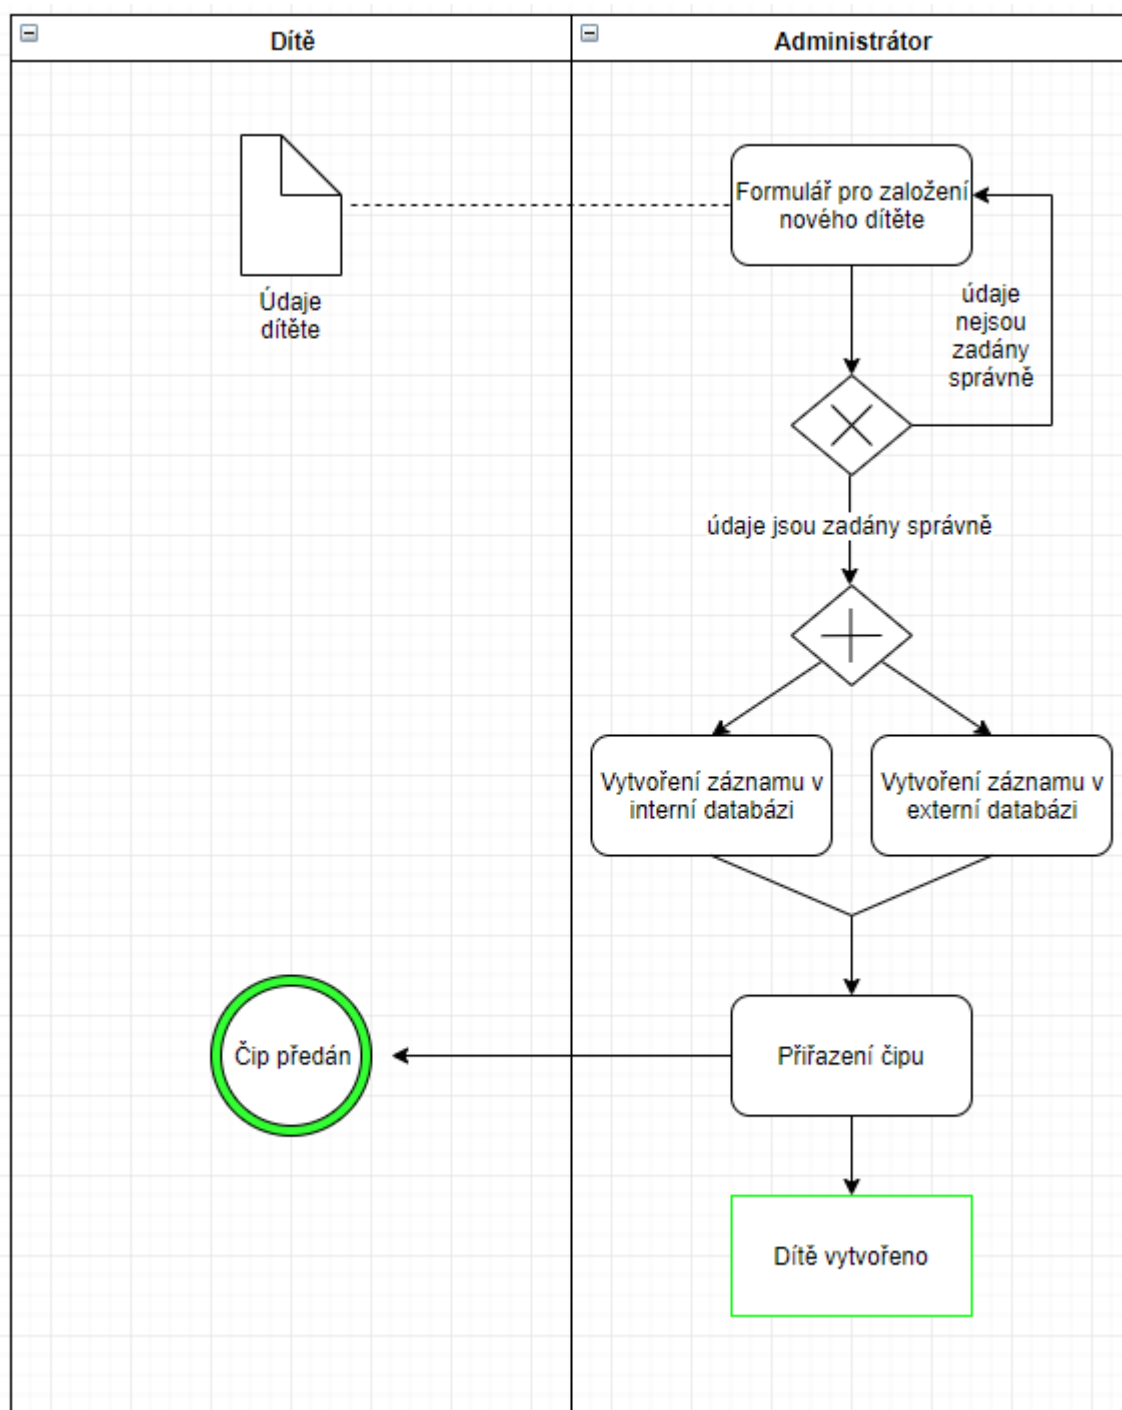 Dítě
Administrátor
Údaje
dítěte
Formulář pro založení
nového dítěte
údaje
nejsou
zadány
správně
údaje jsou zadány správně
Vytvoření záznamu v
interní databázi
Vytvoření záznamu v
externí databázi
Čip předán
Přiřazení čipu
Dítě vytvořeno